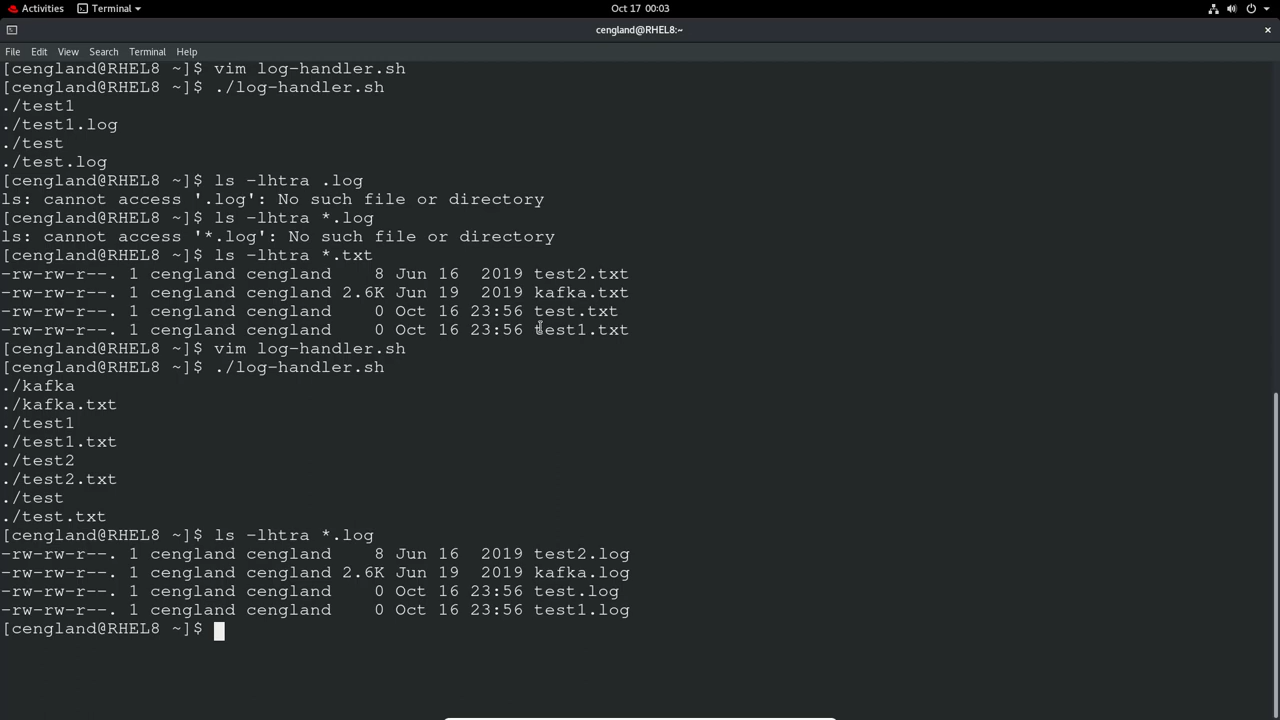 Activities Terminal Oct 17 00:03
cengland@RHEL8:~ ×
File Edit View Search Terminal Help
[cengland@RHEL8 ~]$ vim log-handler.sh
[cengland@RHEL8 ~]$ ./log-handler.sh
./test1
./test1.log
./test
./test.log
[cengland@RHEL8 ~]$ ls -lhtra .log
ls: cannot access '.log': No such file or directory
[cengland@RHEL8 ~]$ ls -lhtra *.log
ls: cannot access '*.log': No such file or directory
[cengland@RHEL8 ~]$ ls -lhtra *.txt
-rw-rw-r--. 1 cengland cengland    8 Jun 16  2019 test2.txt
-rw-rw-r--. 1 cengland cengland 2.6K Jun 19  2019 kafka.txt
-rw-rw-r--. 1 cengland cengland    0 Oct 16 23:56 test.txt
-rw-rw-r--. 1 cengland cengland    0 Oct 16 23:56 test1.txt
[cengland@RHEL8 ~]$ vim log-handler.sh
[cengland@RHEL8 ~]$ ./log-handler.sh
./kafka
./kafka.txt
./test1
./test1.txt
./test2
./test2.txt
./test
./test.txt
[cengland@RHEL8 ~]$ ls -lhtra *.log
-rw-rw-r--. 1 cengland cengland    8 Jun 16  2019 test2.log
-rw-rw-r--. 1 cengland cengland 2.6K Jun 19  2019 kafka.log
-rw-rw-r--. 1 cengland cengland    0 Oct 16 23:56 test.log
-rw-rw-r--. 1 cengland cengland    0 Oct 16 23:56 test1.log
[cengland@RHEL8 ~]$